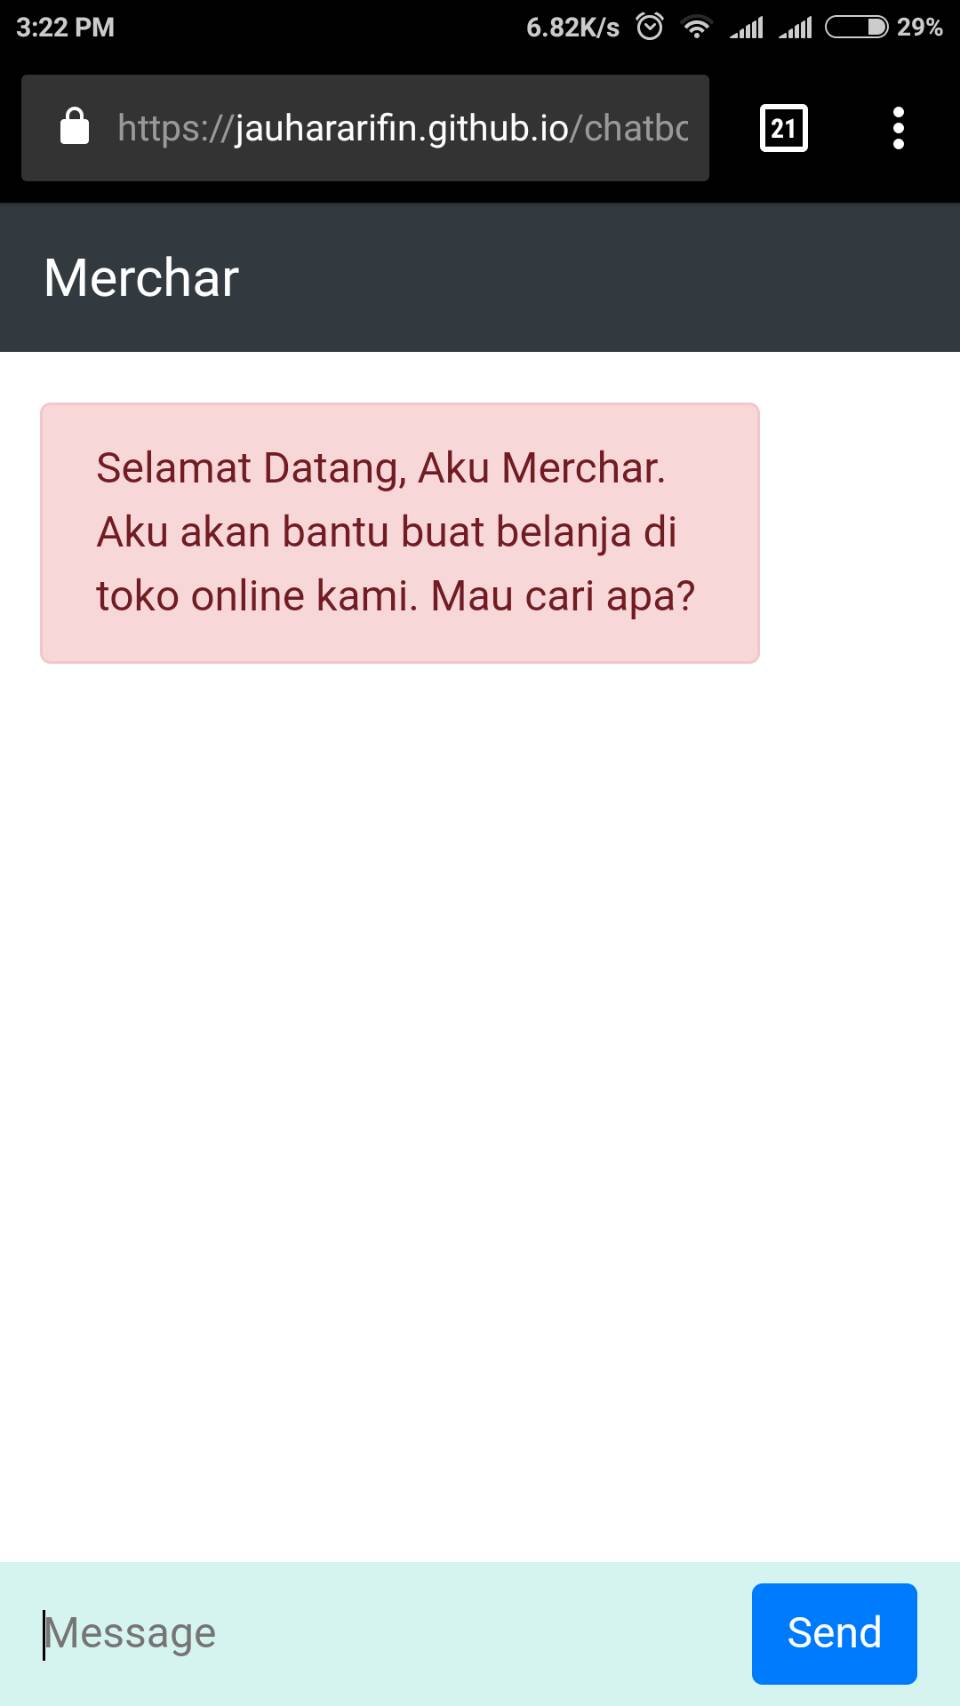 3:22 PM 6.82K/s 29%
https://jauhararifin.github.io/chatbo 21
Merchar
Selamat Datang, Aku Merchar.
Aku akan bantu buat belanja di
toko online kami. Mau cari apa?
Message Send